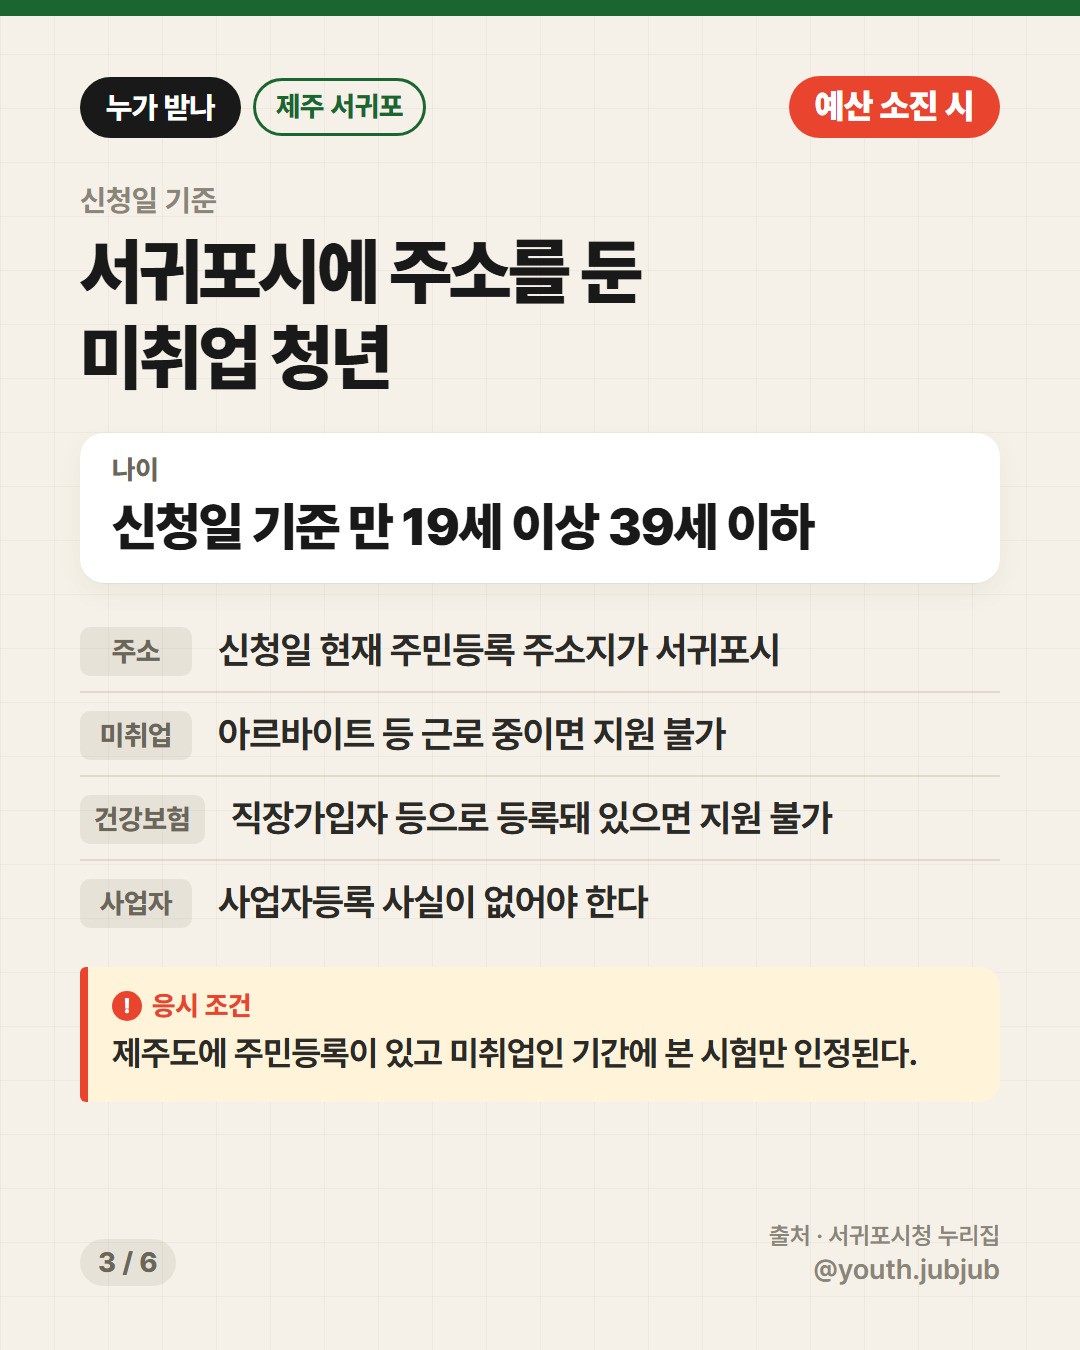 누가 받나
제주 서귀포
예산 소진 시
신청일 기준
서귀포시에 주소를 둔
미취업 청년
나이
신청일 기준 만 19세 이상 39세 이하
주소 신청일 현재 주민등록 주소지가 서귀포시
미취업 아르바이트 등 근로 중이면 지원 불가
건강보험 직장가입자 등으로 등록돼 있으면 지원 불가
사업자 사업자등록 사실이 없어야 한다
! 응시 조건
제주도에 주민등록이 있고 미취업인 기간에 본 시험만 인정된다.
3 / 6
출처 · 서귀포시청 누리집
@youth.jubjub